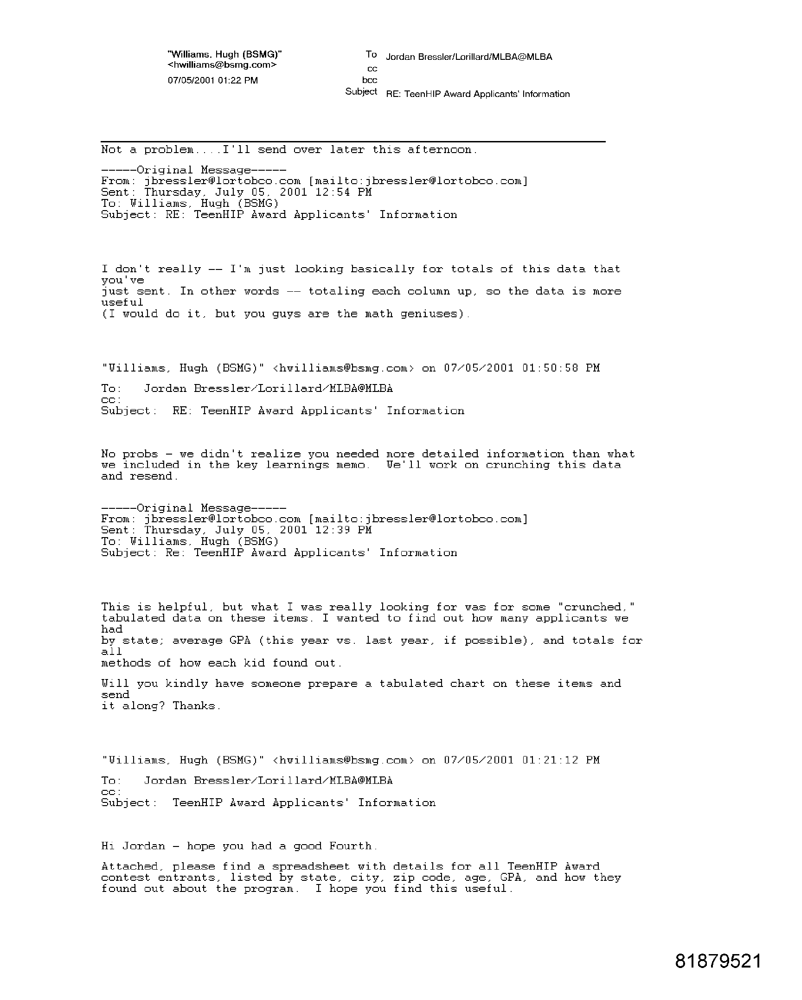 "Williams, Hugh (BSMG)"
<hwilliams@bsmg.com>
07/05/2001 01:22 PM
To Jordan Bressler/Lorillard/MLBA@MLBA
cc
bcc
Subject RE: TeenHIP Award Applicants' Information
Not a problem....I'll send over later this afternoon.
-----Original Message-----
From: jbressler@lortobco.com [mailto:jbressler@lortobco.com]
Sent: Thursday, July 05, 2001 12:54 PM
To: Williams, Hugh (BSMG)
Subject: RE: TeenHIP Award Applicants' Information
I don't really -- I'm just looking basically for totals of this data that
you've
just sent. In other words -- totaling each column up, so the data is more
useful
(I would do it, but you guys are the math geniuses).
"Williams, Hugh (BSMG)" <hwilliams@bsmg.com> on 07/05/2001 01:50:58 PM
To: Jordan Bressler/Lorillard/MLBA@MLBA
cc:
Subject: RE: TeenHIP Award Applicants' Information
No probs - we didn't realize you needed more detailed information than what
we included in the key learnings memo. We'll work on crunching this data
and resend.
-----Original Message-----
From: jbressler@lortobco.com [mailto:jbressler@lortobco.com]
Sent: Thursday, July 05, 2001 12:39 PM
To: Williams, Hugh (BSMG)
Subject: Re: TeenHIP Award Applicants' Information
This is helpful, but what I was really looking for was for some "crunched,"
tabulated data on these items. I wanted to find out how many applicants we
had
by state; average GPA (this year vs. last year, if possible), and totals for
all
methods of how each kid found out.
Will you kindly have someone prepare a tabulated chart on these items and
send
it along? Thanks.
"Williams, Hugh (BSMG)" <hwilliams@bsmg.com> on 07/05/2001 01:21:12 PM
To: Jordan Bressler/Lorillard/MLBA@MLBA
cc:
Subject: TeenHIP Award Applicants' Information
Hi Jordan - hope you had a good Fourth.
Attached, please find a spreadsheet with details for all TeenHIP Award
contest entrants, listed by state, city, zip code, age, GPA, and how they
found out about the program. I hope you find this useful.
81879521